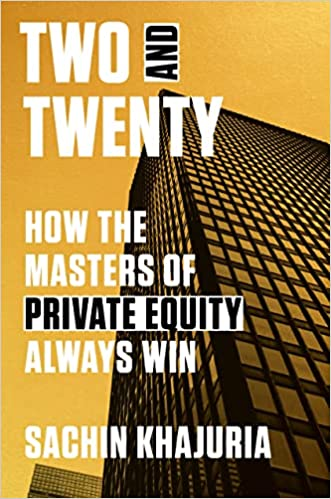 TWO AND
TWENTY
HOW THE
MASTERS OF
PRIVATE EQUITY
ALWAYS WIN
SACHIN KHAJURIA